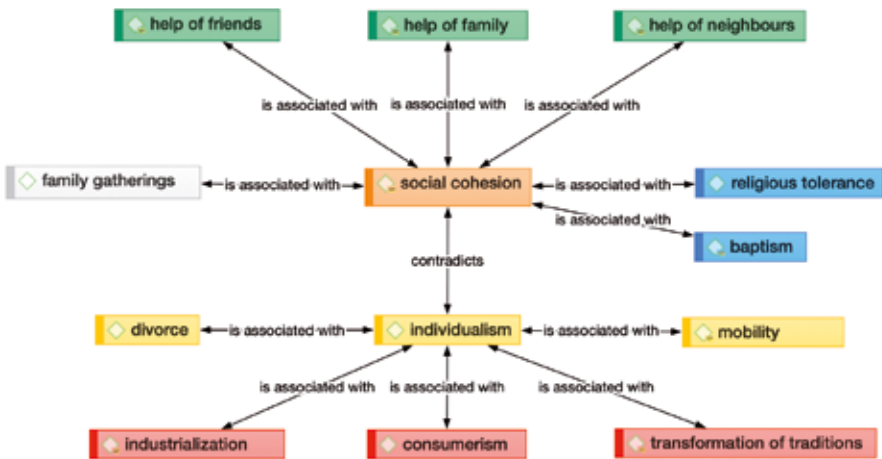 help of friends
help of family
help of neighbours
is associated with
is associated with
is associated with
family gatherings
is associated with
social cohesion
is associated with
religious tolerance
is associated with
baptism
contradicts
divorce
is associated with
individualism
is associated with
mobility
is associated with
is associated with
is associated with
industrialization
consumerism
transformation of traditions